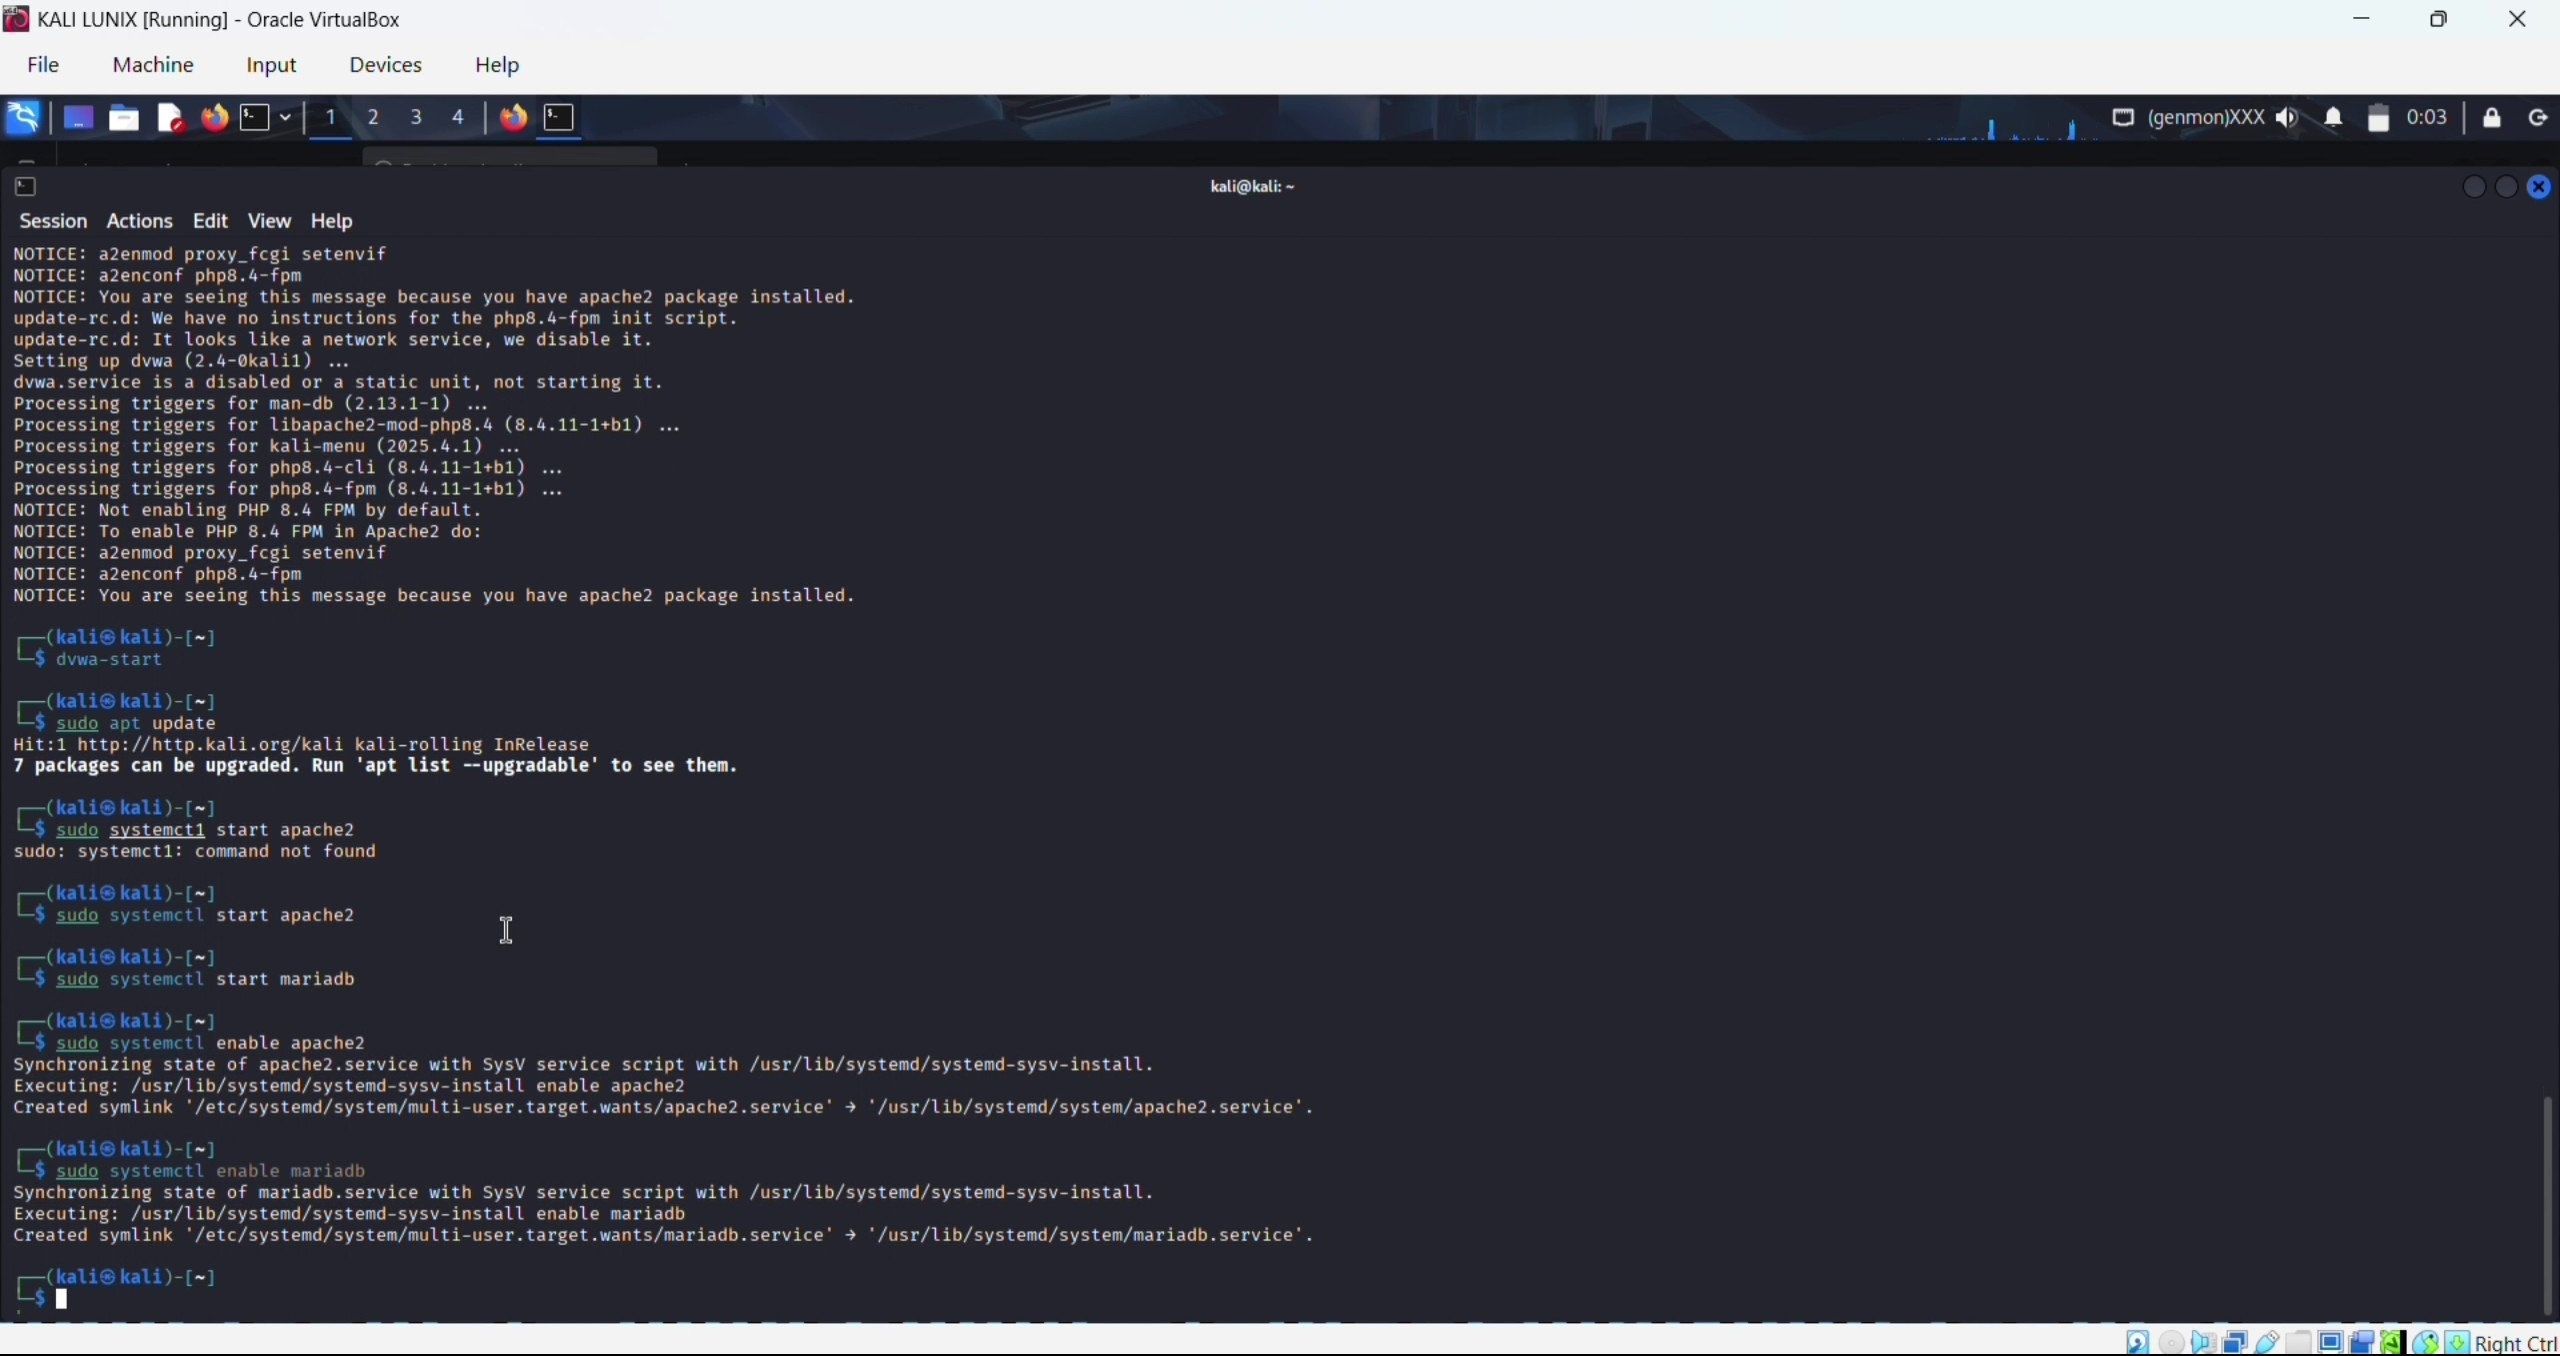 KALI LUNIX [Running] - Oracle VirtualBox
File Machine Input Devices Help
1 2 3 4 (genmon)XXX 0:03
kali@kali: ~
Session Actions Edit View Help
NOTICE: a2enmod proxy_fcgi setenvif
NOTICE: a2enconf php8.4-fpm
NOTICE: You are seeing this message because you have apache2 package installed.
update-rc.d: We have no instructions for the php8.4-fpm init script.
update-rc.d: It looks like a network service, we disable it.
Setting up dvwa (2.4-0kali1) ...
dvwa.service is a disabled or a static unit, not starting it.
Processing triggers for man-db (2.13.1-1) ...
Processing triggers for libapache2-mod-php8.4 (8.4.11-1+b1) ...
Processing triggers for kali-menu (2025.4.1) ...
Processing triggers for php8.4-cli (8.4.11-1+b1) ...
Processing triggers for php8.4-fpm (8.4.11-1+b1) ...
NOTICE: Not enabling PHP 8.4 FPM by default.
NOTICE: To enable PHP 8.4 FPM in Apache2 do:
NOTICE: a2enmod proxy_fcgi setenvif
NOTICE: a2enconf php8.4-fpm
NOTICE: You are seeing this message because you have apache2 package installed.
┌──(kali㉿kali)-[~]
└─$ dvwa-start
┌──(kali㉿kali)-[~]
└─$ sudo apt update
Hit:1 http://http.kali.org/kali kali-rolling InRelease
7 packages can be upgraded. Run 'apt list --upgradable' to see them.
┌──(kali㉿kali)-[~]
└─$ sudo systemct1 start apache2
sudo: systemct1: command not found
┌──(kali㉿kali)-[~]
└─$ sudo systemctl start apache2
┌──(kali㉿kali)-[~]
└─$ sudo systemctl start mariadb
┌──(kali㉿kali)-[~]
└─$ sudo systemctl enable apache2
Synchronizing state of apache2.service with SysV service script with /usr/lib/systemd/systemd-sysv-install.
Executing: /usr/lib/systemd/systemd-sysv-install enable apache2
Created symlink '/etc/systemd/system/multi-user.target.wants/apache2.service' → '/usr/lib/systemd/system/apache2.service'.
┌──(kali㉿kali)-[~]
└─$ sudo systemctl enable mariadb
Synchronizing state of mariadb.service with SysV service script with /usr/lib/systemd/systemd-sysv-install.
Executing: /usr/lib/systemd/systemd-sysv-install enable mariadb
Created symlink '/etc/systemd/system/multi-user.target.wants/mariadb.service' → '/usr/lib/systemd/system/mariadb.service'.
┌──(kali㉿kali)-[~]
└─$
Right Ctrl